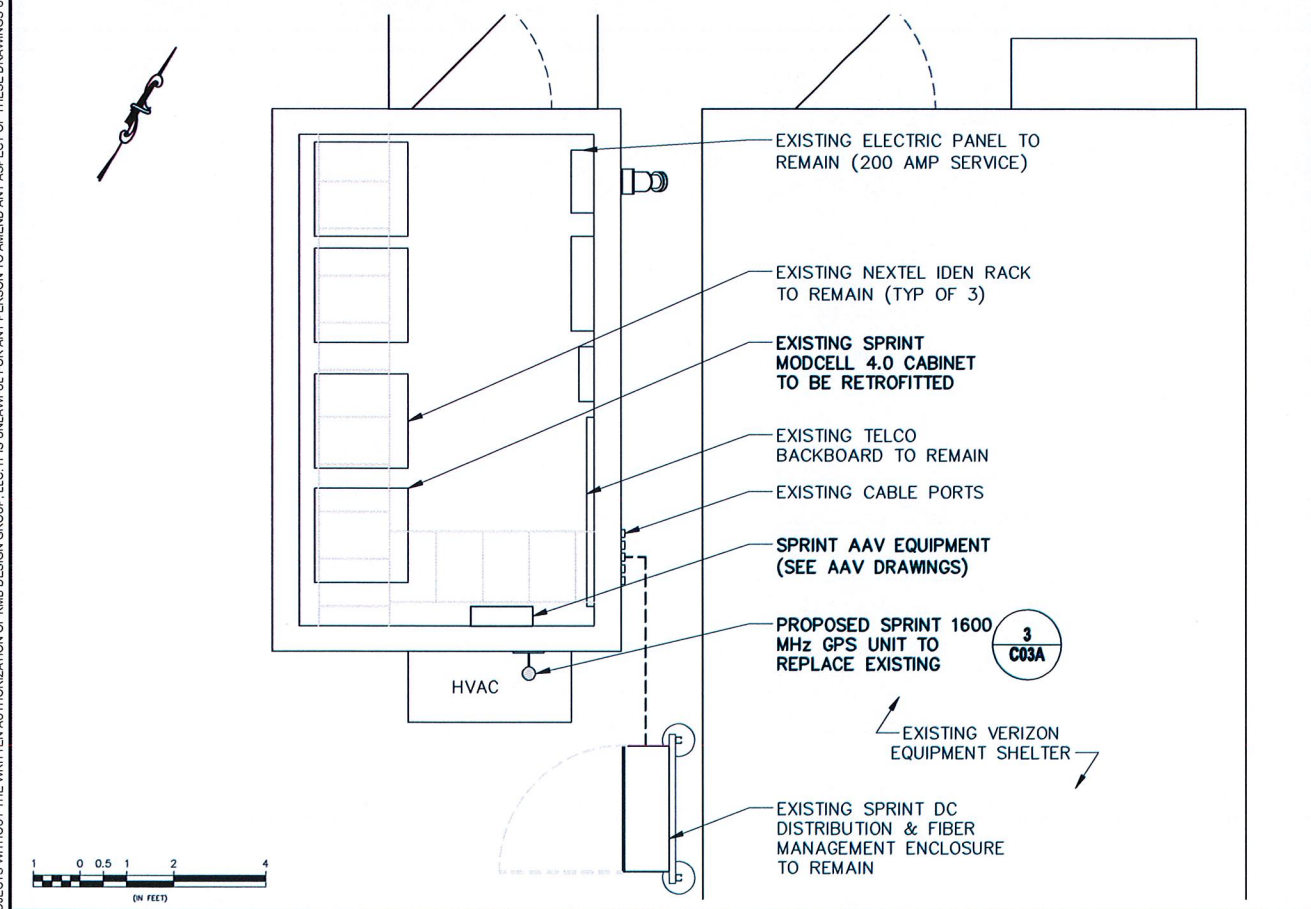 EXISTING ELECTRIC PANEL TO
REMAIN (200 AMP SERVICE)
EXISTING NEXTEL IDEN RACK
TO REMAIN (TYP OF 3)
EXISTING SPRINT
MODCELL 4.0 CABINET
TO BE RETROFITTED
EXISTING TELCO
BACKBOARD TO REMAIN
EXISTING CABLE PORTS
SPRINT AAV EQUIPMENT
(SEE AAV DRAWINGS)
PROPOSED SPRINT 1600
MHz GPS UNIT TO
REPLACE EXISTING
3
C03A
HVAC
EXISTING VERIZON
EQUIPMENT SHELTER
EXISTING SPRINT DC
DISTRIBUTION & FIBER
MANAGEMENT ENCLOSURE
TO REMAIN
1 0 0.5 1 2 4
(IN FEET)